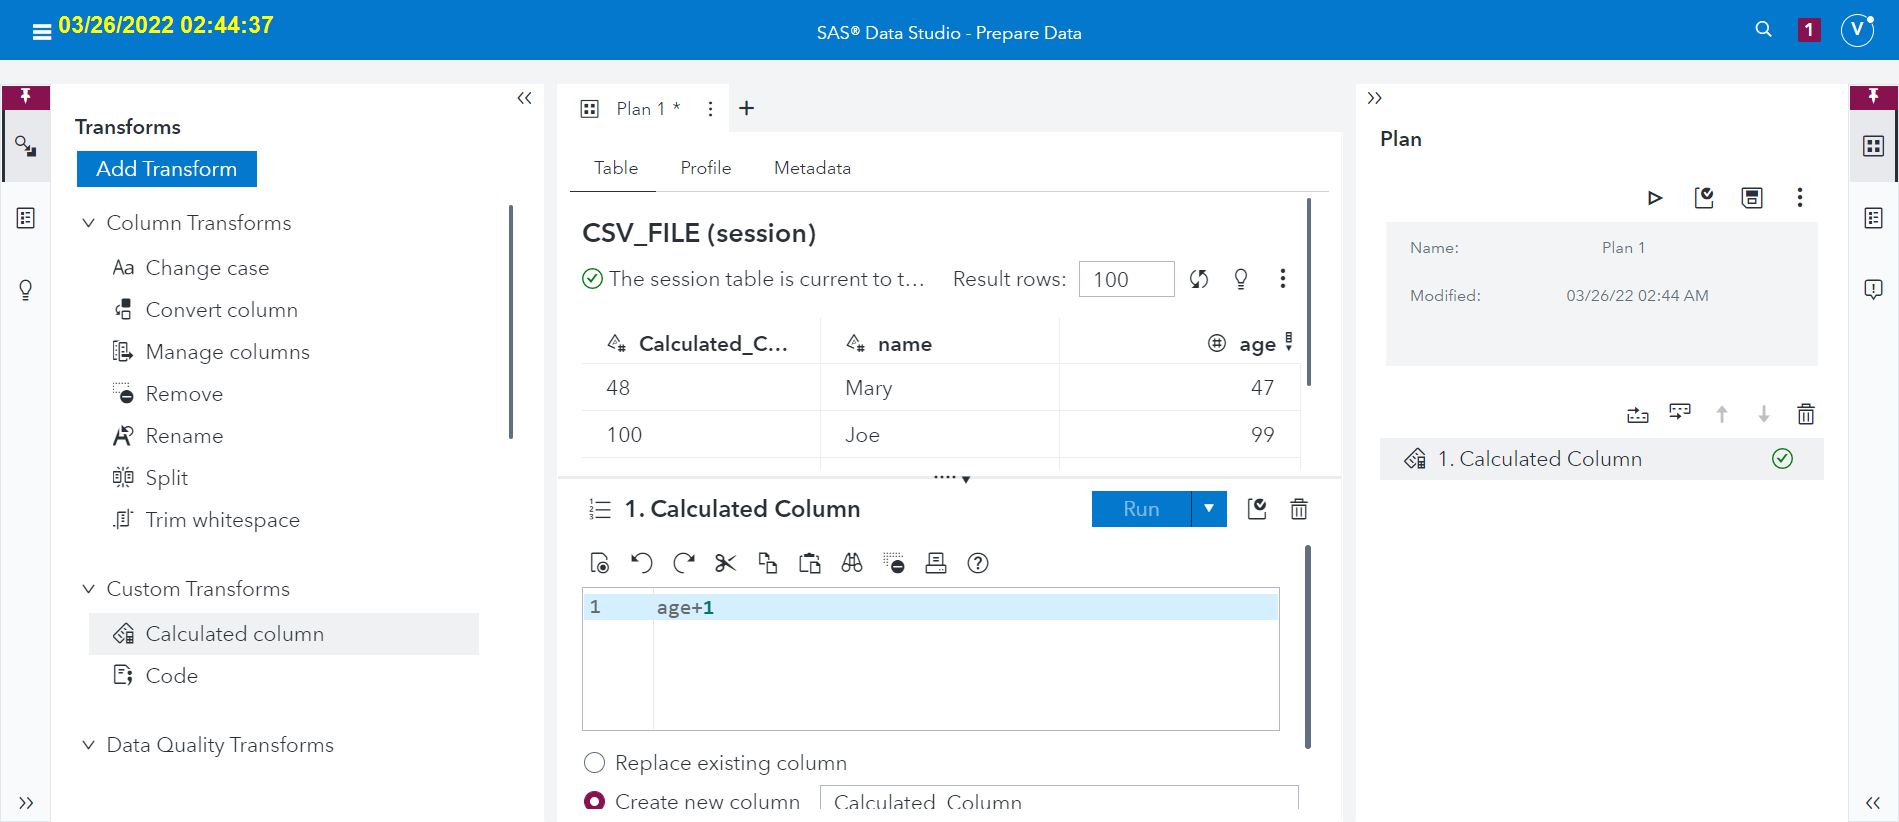 03/26/2022 02:44:37
SAS® Data Studio - Prepare Data
1
V
Transforms
Add Transform
Column Transforms
Aa Change case
Convert column
Manage columns
Remove
Rename
Split
Trim whitespace
Custom Transforms
Calculated column
Code
Data Quality Transforms
Plan 1 *
Table Profile Metadata
CSV_FILE (session)
The session table is current to t... Result rows: 100
Calculated_C... name age
48 Mary 47
100 Joe 99
1. Calculated Column Run
1 age+1
Replace existing column
Create new column Calculated_Column
Plan
Name: Plan 1
Modified: 03/26/22 02:44 AM
1. Calculated Column